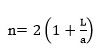 n= 2 (1 + L/a)